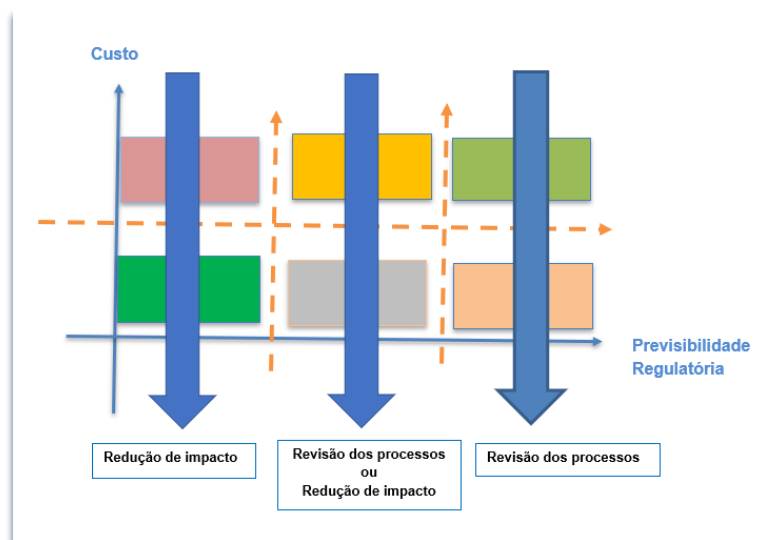 Custo
Previsibilidade
Regulatória
Redução de impacto
Revisão dos processos
ou
Redução de impacto
Revisão dos processos